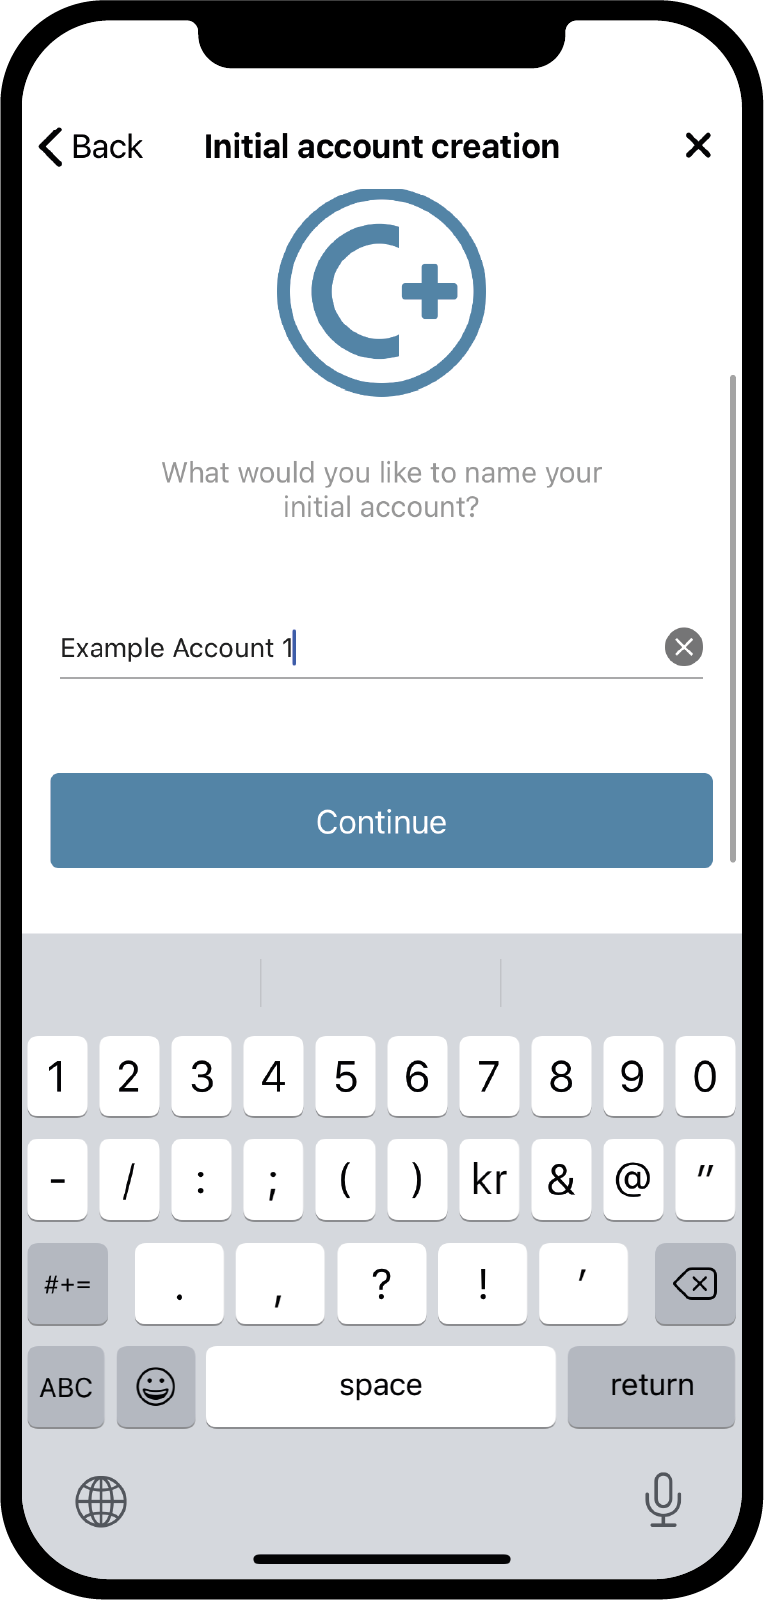 Back Initial account creation
C+
What would you like to name your
initial account?
Example Account 1
Continue
1 2 3 4 5 6 7 8 9 0
- / : ; ( ) kr & @ "
#+= . , ? ! '
ABC space return